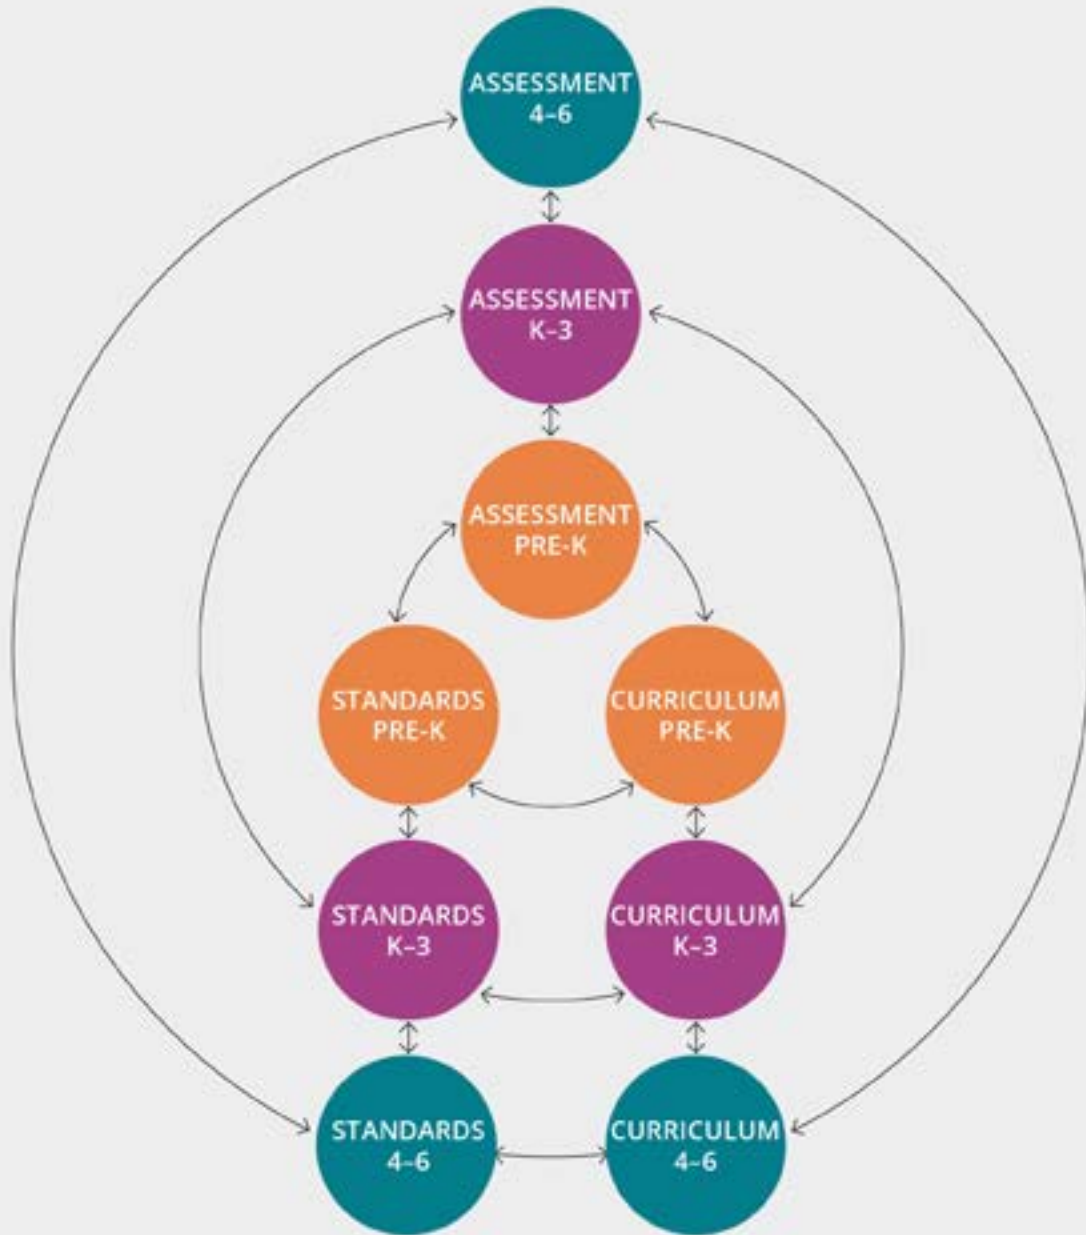 ASSESSMENT
4–6
ASSESSMENT
K–3
ASSESSMENT
PRE-K
STANDARDS
PRE-K
CURRICULUM
PRE-K
STANDARDS
K–3
CURRICULUM
K–3
STANDARDS
4–6
CURRICULUM
4–6